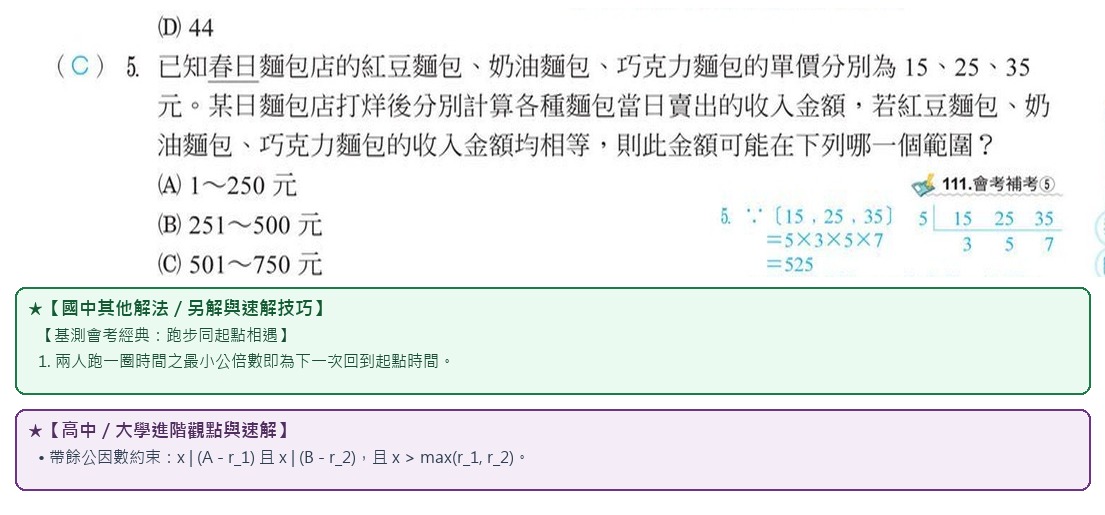 (D) 44
( C ) 5. 已知春日麵包店的紅豆麵包、奶油麵包、巧克力麵包的單價分別為 15、25、35
元。某日麵包店打烊後分別計算各種麵包當日賣出的收入金額,若紅豆麵包、奶
油麵包、巧克力麵包的收入金額均相等,則此金額可能在下列哪一個範圍?
(A) 1～250 元
111.會考補考⑤
(B) 251～500 元
(C) 501～750 元
5. ∵〔15,25,35〕
=5×3×5×7
=525
5 15 25 35
3 5 7
★【國中其他解法 / 另解與速解技巧】
【基測會考經典:跑步同起點相遇】
1. 兩人跑一圈時間之最小公倍數即為下一次回到起點時間。
★【高中 / 大學進階觀點與速解】
• 帶餘公因數約束:x | (A - r_1) 且 x | (B - r_2),且 x > max(r_1, r_2)。